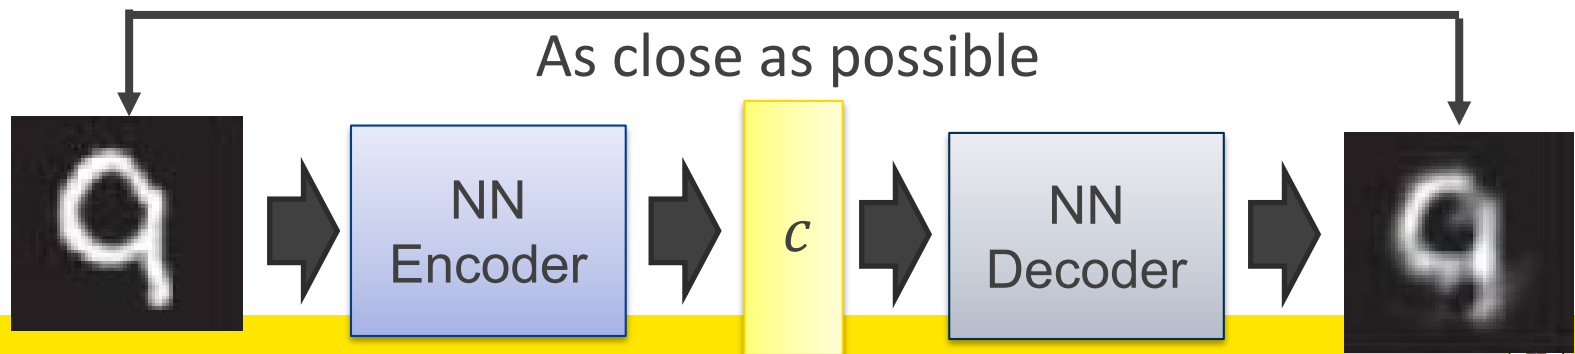 As close as possible
NN
Encoder
c
NN
Decoder